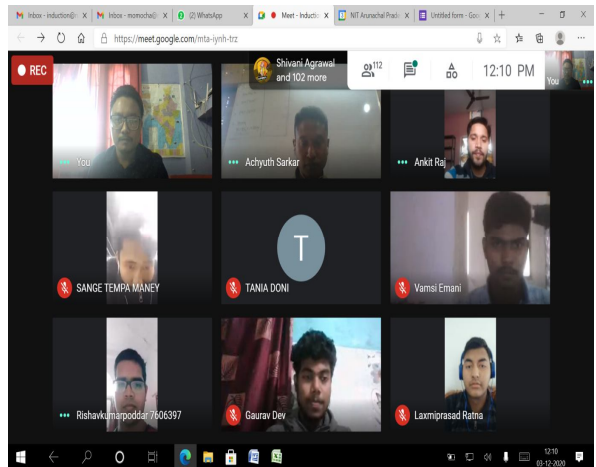 Inbox - induction@n
Inbox - momocha@n
(2) WhatsApp
Meet - Inductio
NIT Arunachal Prade
Untitled form - Goo
https://meet.google.com/mta-iynh-trz
REC
Shivani Agrawal
and 102 more
112
12:10 PM
You
You
Achyuth Sarkar
Ankit Raj
SANGE TEMPA MANEY
T
TANIA DONI
Vamsi Emani
Rishavkumarpoddar 7606397
Gaurav Dev
Laxmiprasad Ratna
12:10
03-12-2020